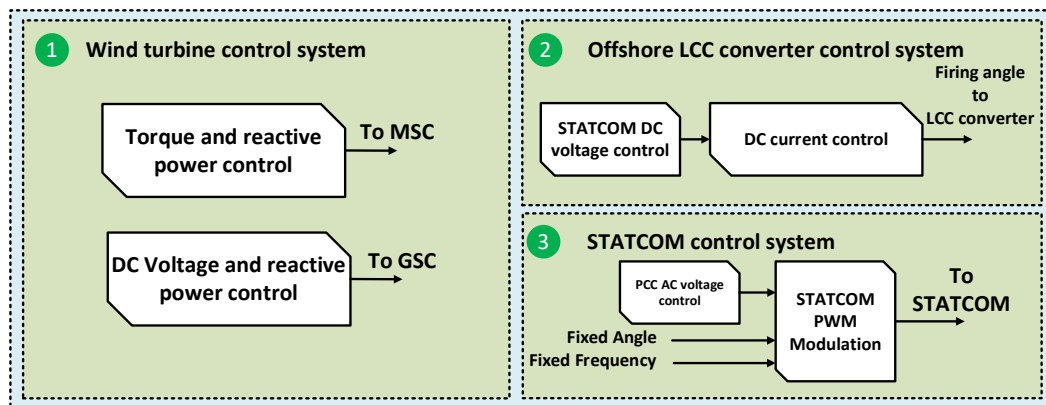 1 Wind turbine control system
Torque and reactive
power control
To MSC
DC Voltage and reactive
power control
To GSC
2 Offshore LCC converter control system
STATCOM DC
voltage control
DC current control
Firing angle
to
LCC converter
3 STATCOM control system
PCC AC voltage
control
Fixed Angle
Fixed Frequency
STATCOM
PWM
Modulation
To
STATCOM